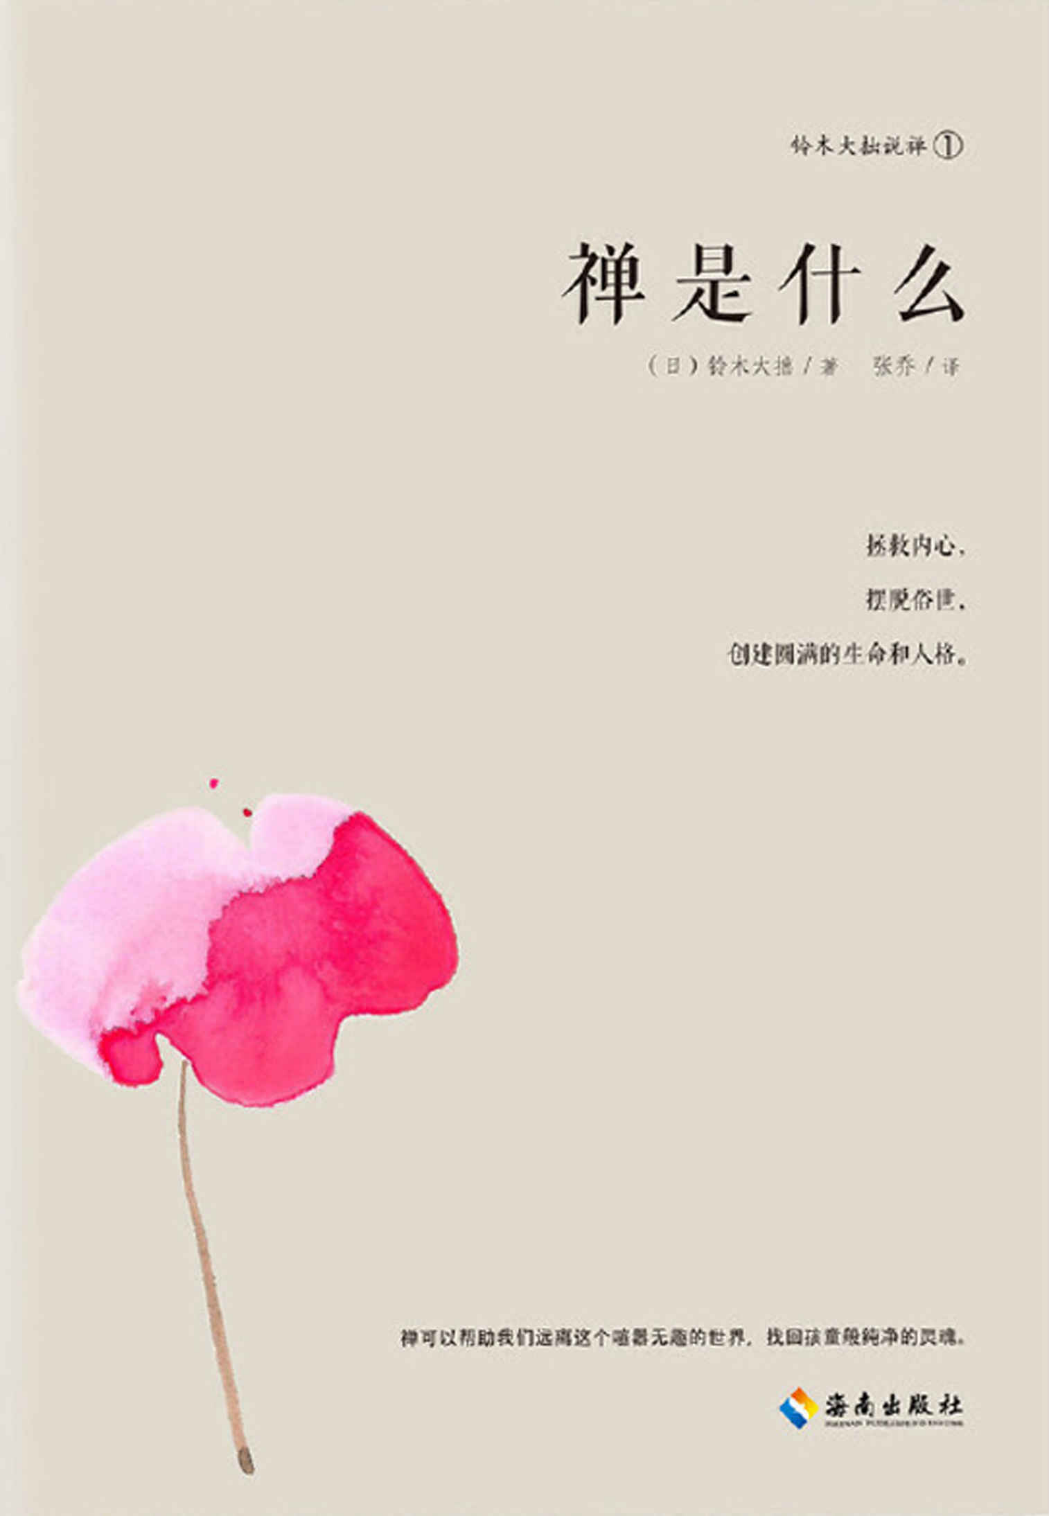 铃木大拙说禅①
禅是什么
（日）铃木大拙/著 张乔/译
拯救内心，
摆脱俗世，
创建圆满的生命和人格。
禅可以帮助我们远离这个喧嚣无趣的世界，找回孩童般纯净的灵魂。
海南出版社
HAINAN PUBLISHING HOUSE